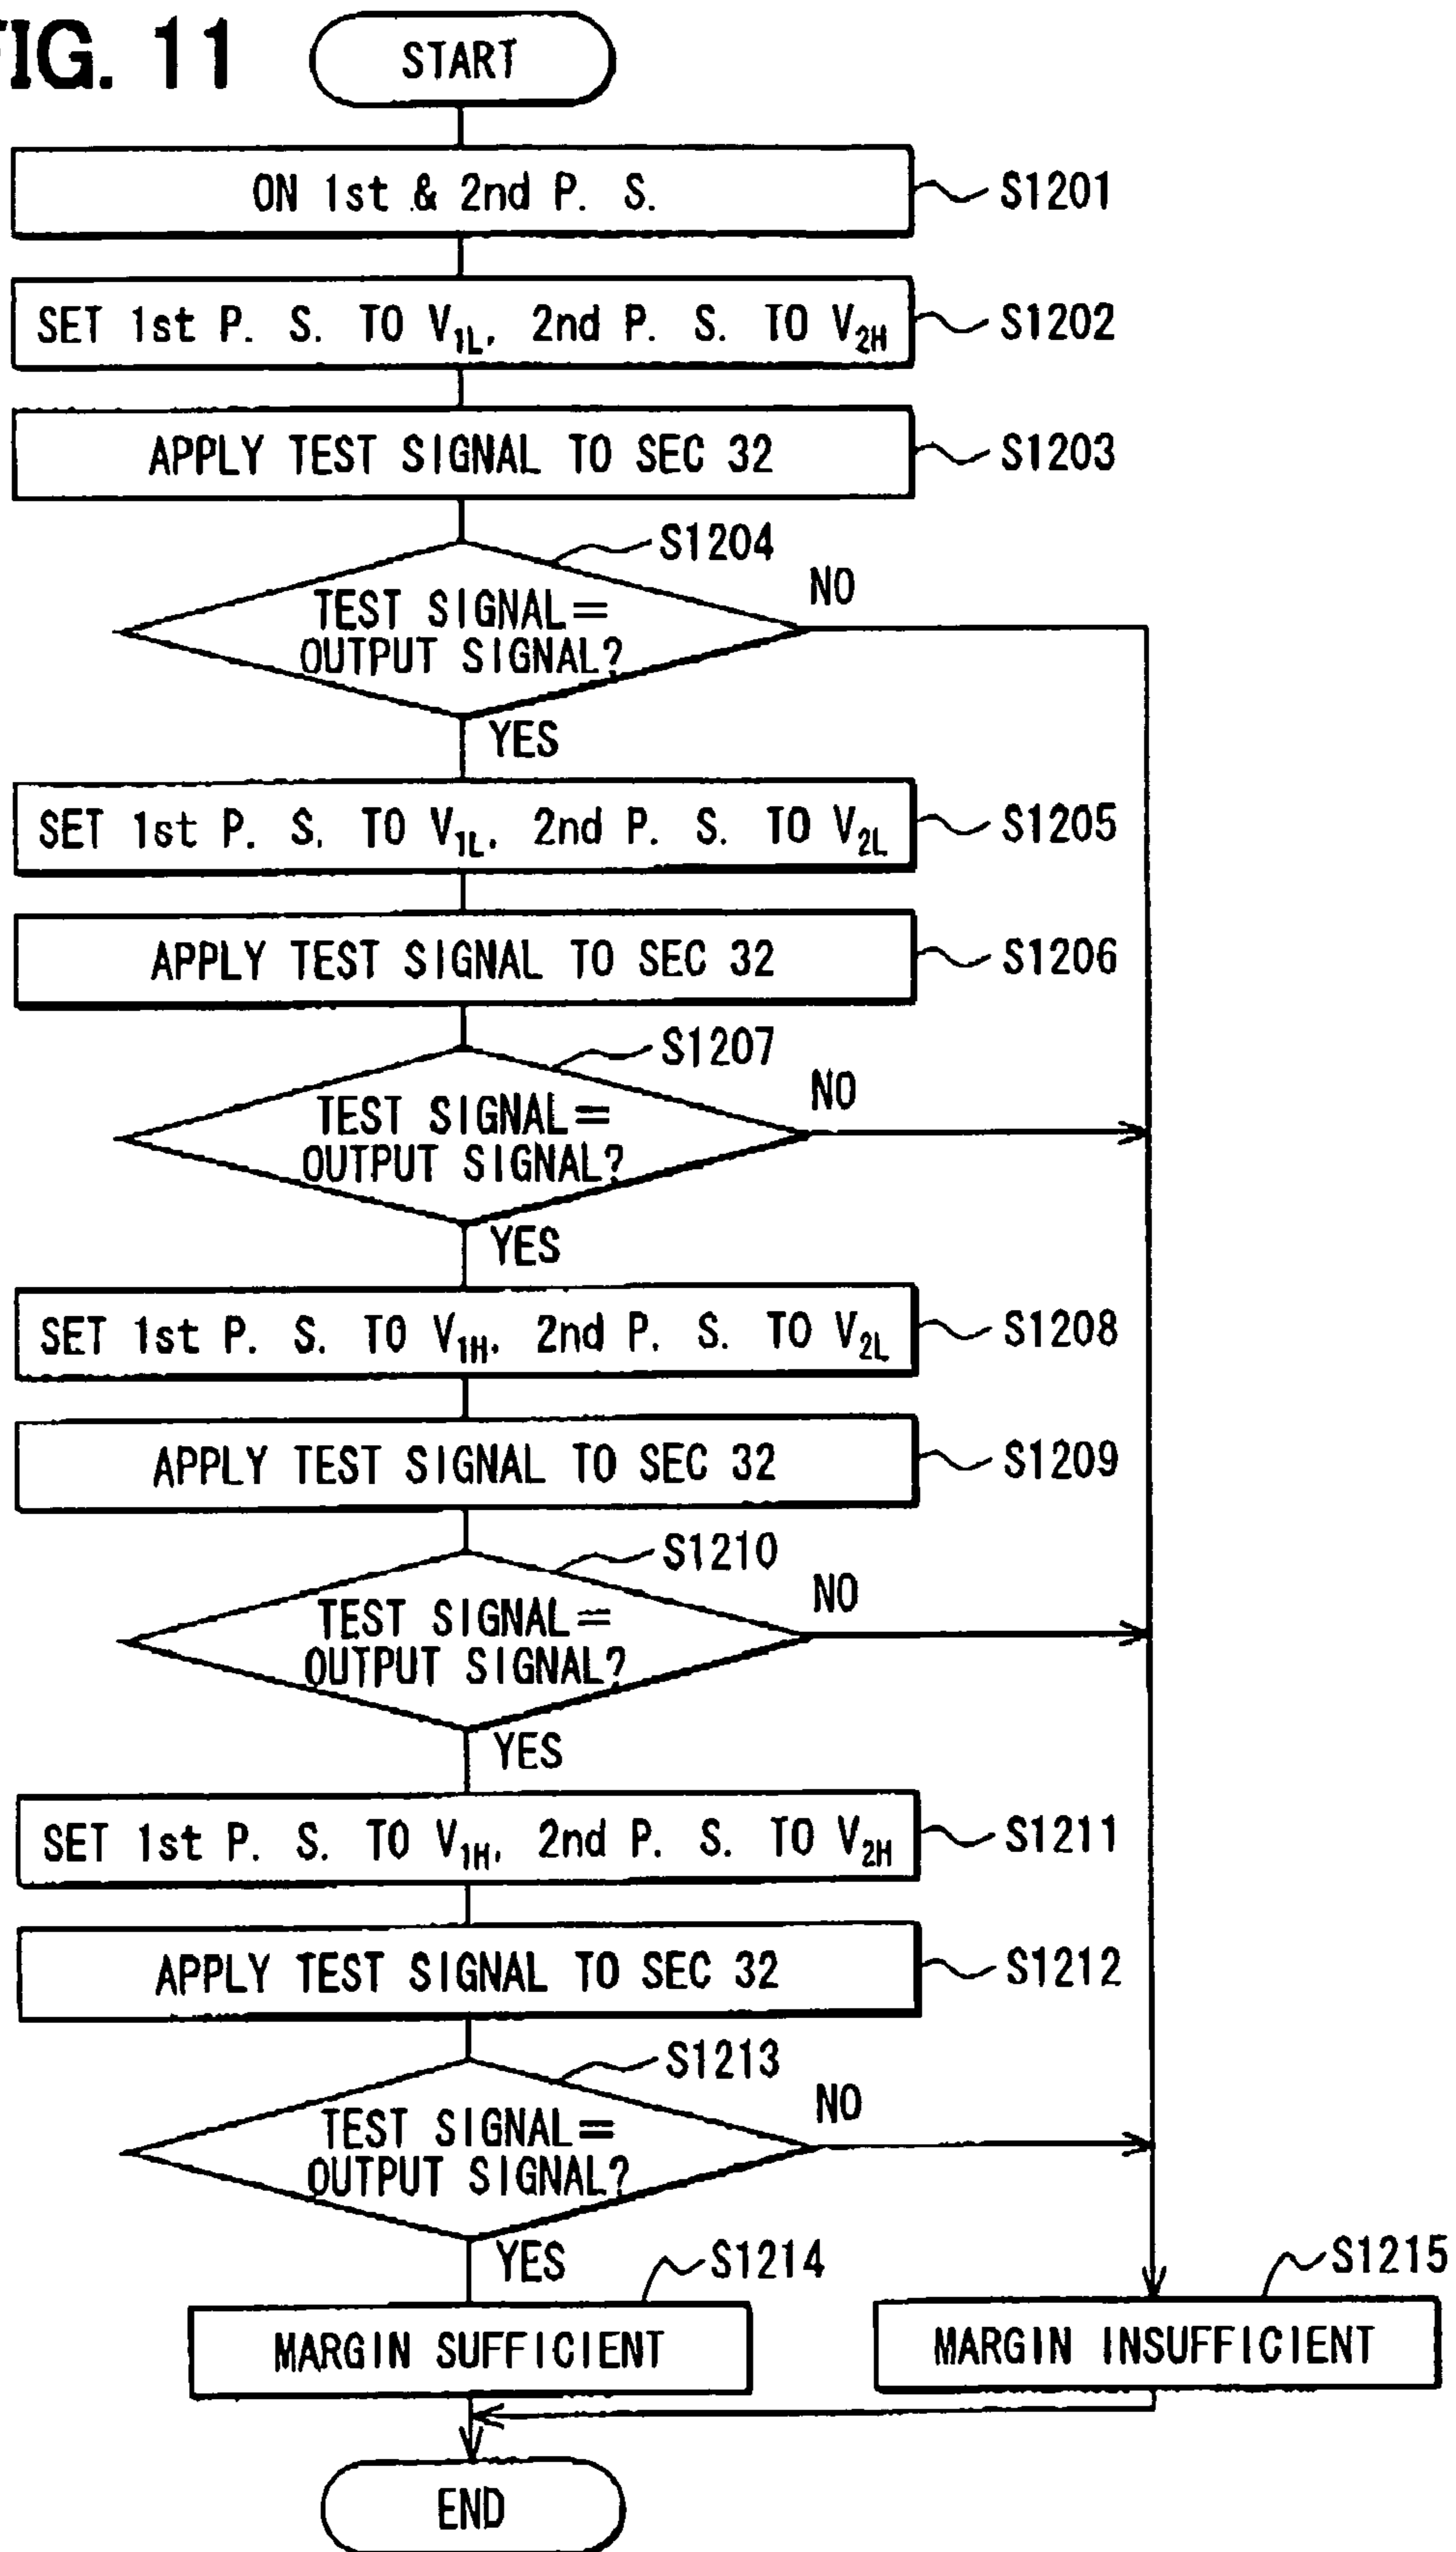 FIG. 11
START
ON 1st & 2nd P. S.
S1201
SET 1st P. S. TO V1L, 2nd P. S. TO V2H
S1202
APPLY TEST SIGNAL TO SEC 32
S1203
S1204
TEST SIGNAL=
OUTPUT SIGNAL?
NO
YES
SET 1st P. S. TO V1L, 2nd P. S. TO V2L
S1205
APPLY TEST SIGNAL TO SEC 32
S1206
S1207
TEST SIGNAL=
OUTPUT SIGNAL?
NO
YES
SET 1st P. S. TO V1H, 2nd P. S. TO V2L
S1208
APPLY TEST SIGNAL TO SEC 32
S1209
S1210
TEST SIGNAL=
OUTPUT SIGNAL?
NO
YES
SET 1st P. S. TO V1H, 2nd P. S. TO V2H
S1211
APPLY TEST SIGNAL TO SEC 32
S1212
S1213
TEST SIGNAL=
OUTPUT SIGNAL?
NO
YES
S1214
S1215
MARGIN SUFFICIENT
MARGIN INSUFFICIENT
END